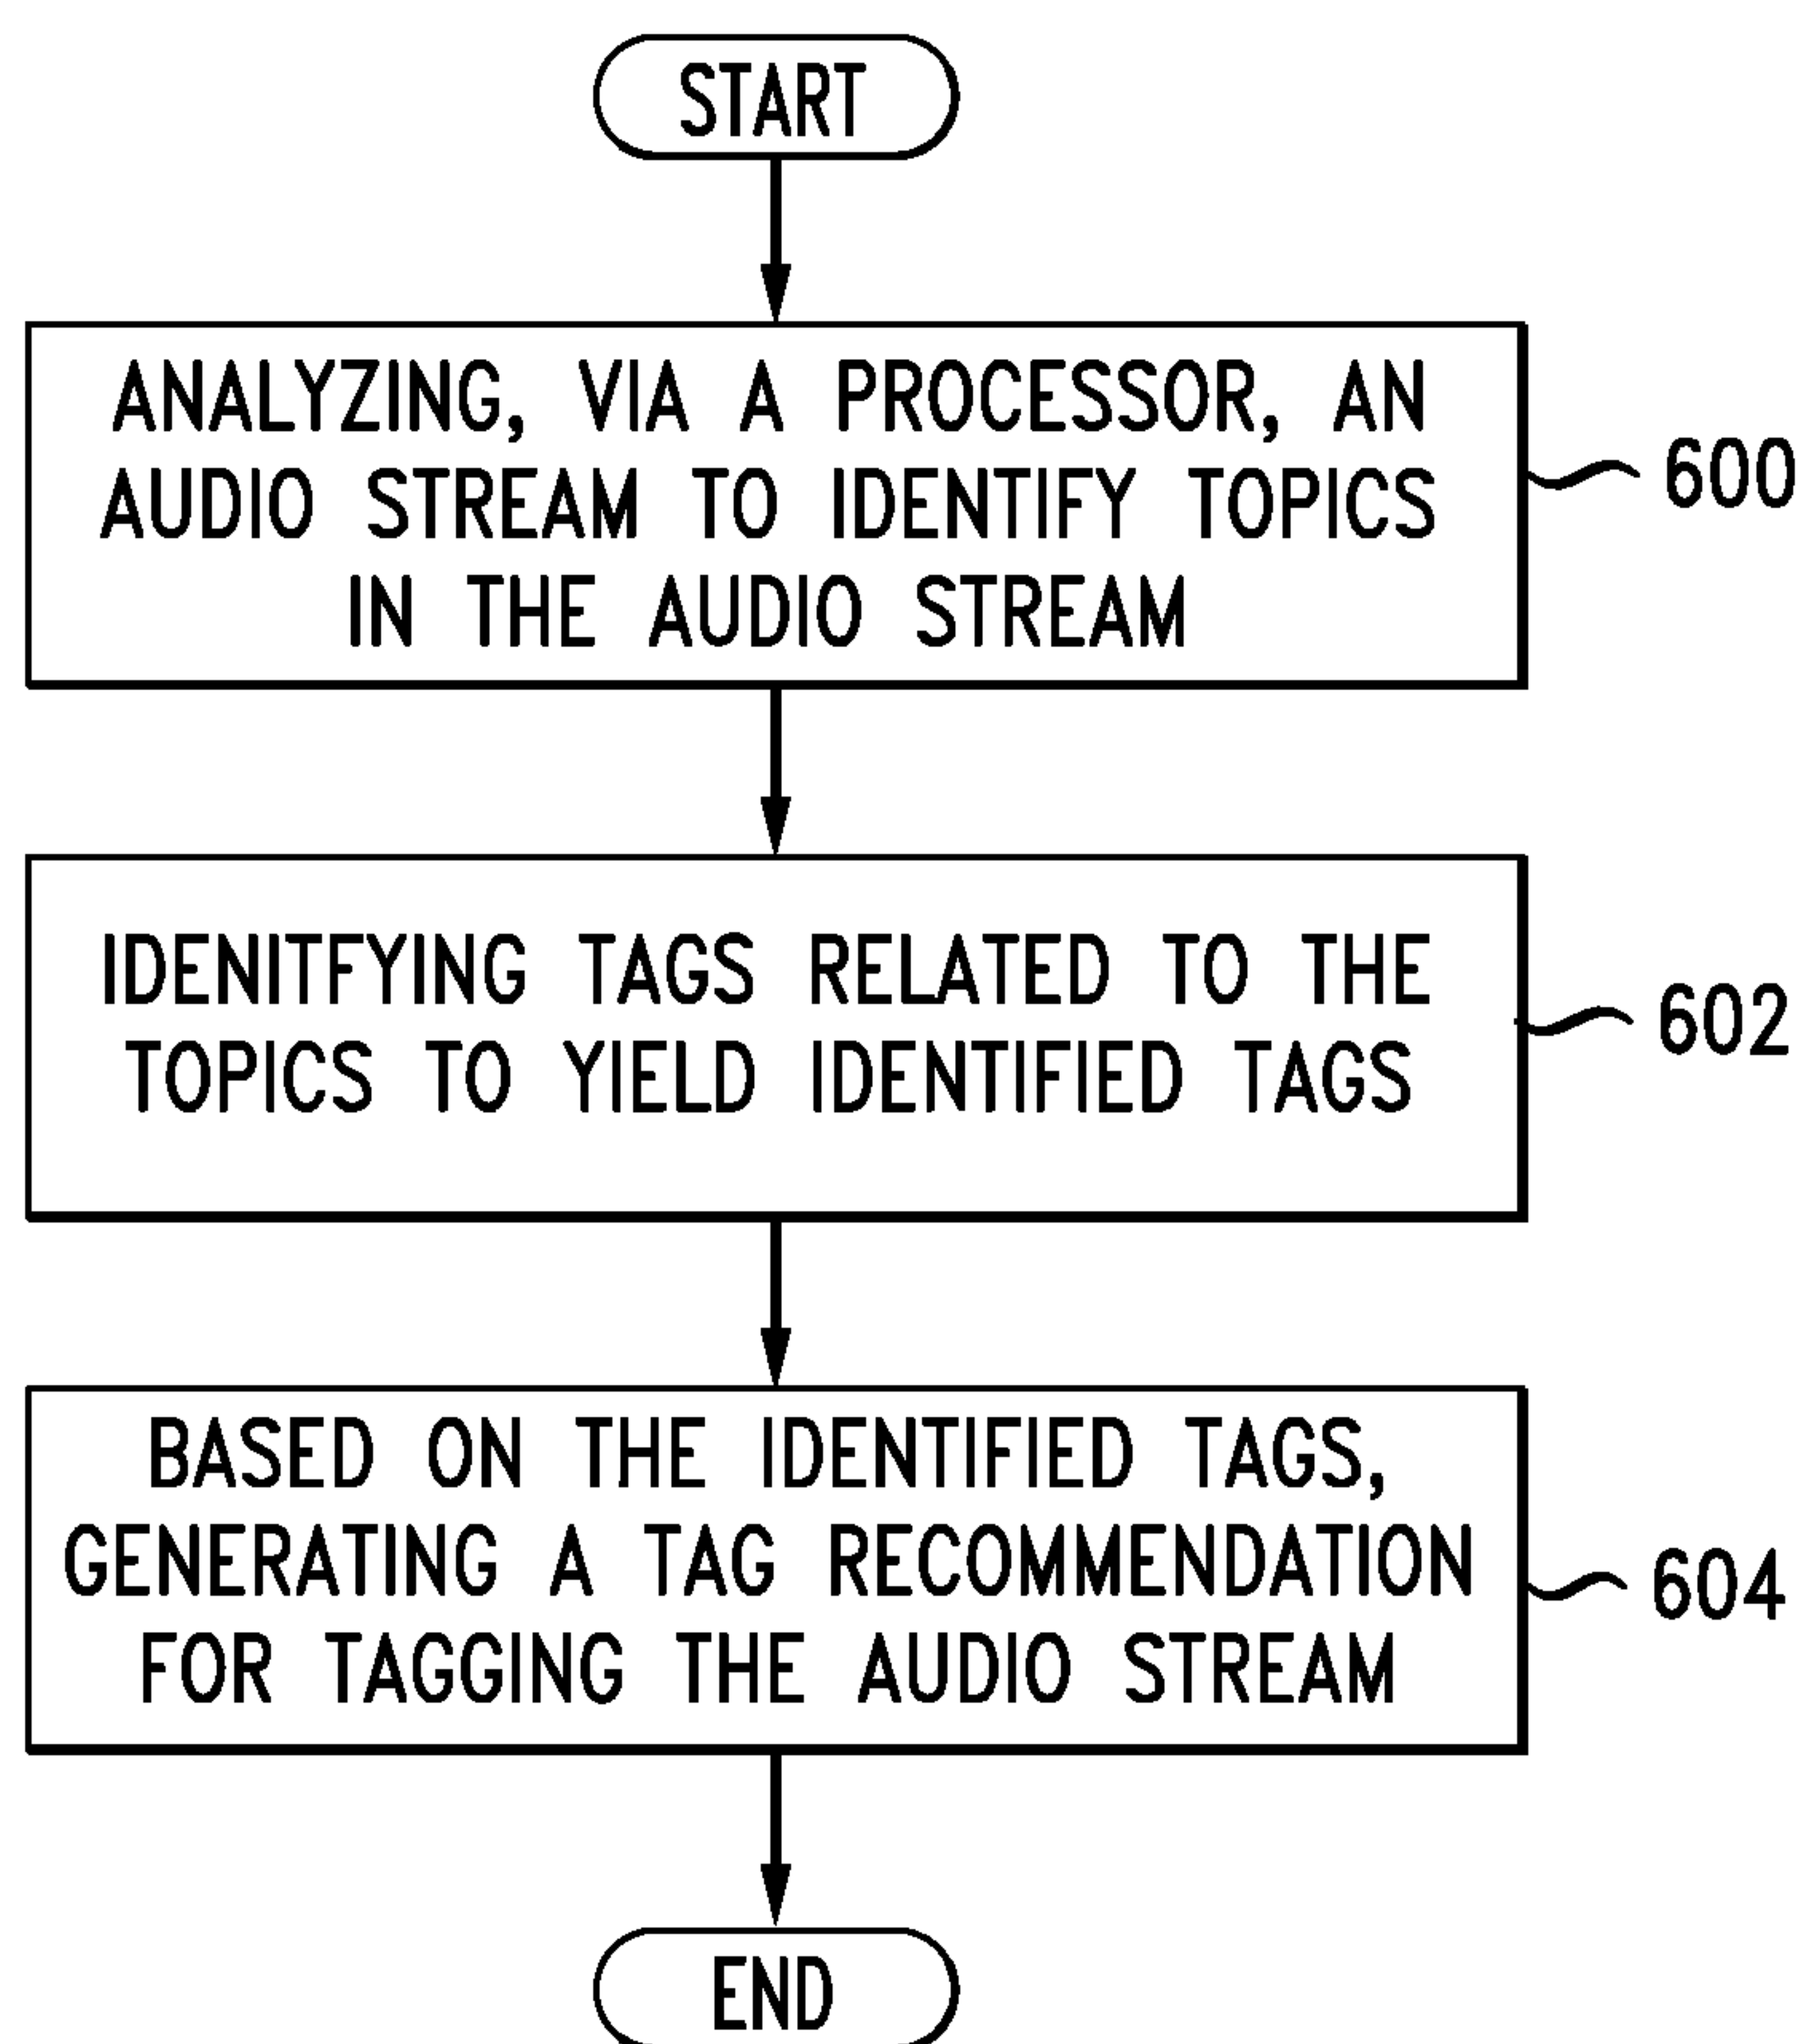 START
ANALYZING, VIA A PROCESSOR, AN
AUDIO STREAM TO IDENTIFY TOPICS
IN THE AUDIO STREAM
600
IDENITFYING TAGS RELATED TO THE
TOPICS TO YIELD IDENTIFIED TAGS
602
BASED ON THE IDENTIFIED TAGS,
GENERATING A TAG RECOMMENDATION
FOR TAGGING THE AUDIO STREAM
604
END